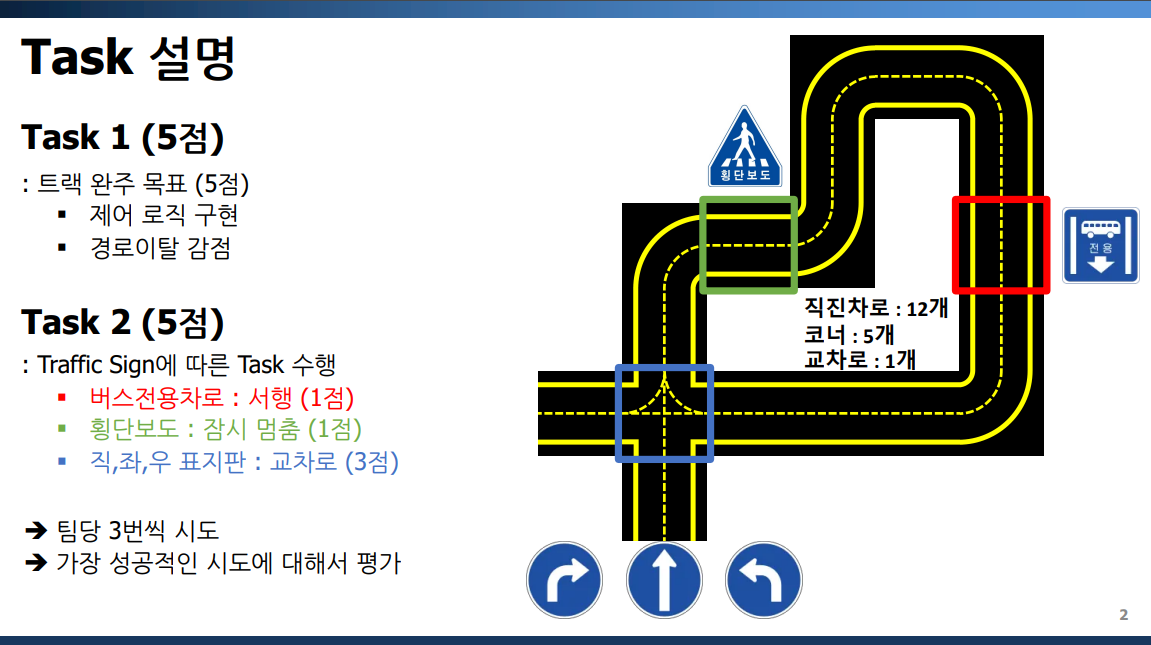 Task 설명
Task 1 (5점)
: 트랙 완주 목표 (5점)
▪ 제어 로직 구현
▪ 경로이탈 감점
Task 2 (5점)
: Traffic Sign에 따른 Task 수행
▪ 버스전용차로 : 서행 (1점)
▪ 횡단보도 : 잠시 멈춤 (1점)
▪ 직,좌,우 표지판 : 교차로 (3점)
➔ 팀당 3번씩 시도
➔ 가장 성공적인 시도에 대해서 평가
횡단보도
전용
직진차로 : 12개
코너 : 5개
교차로 : 1개
2